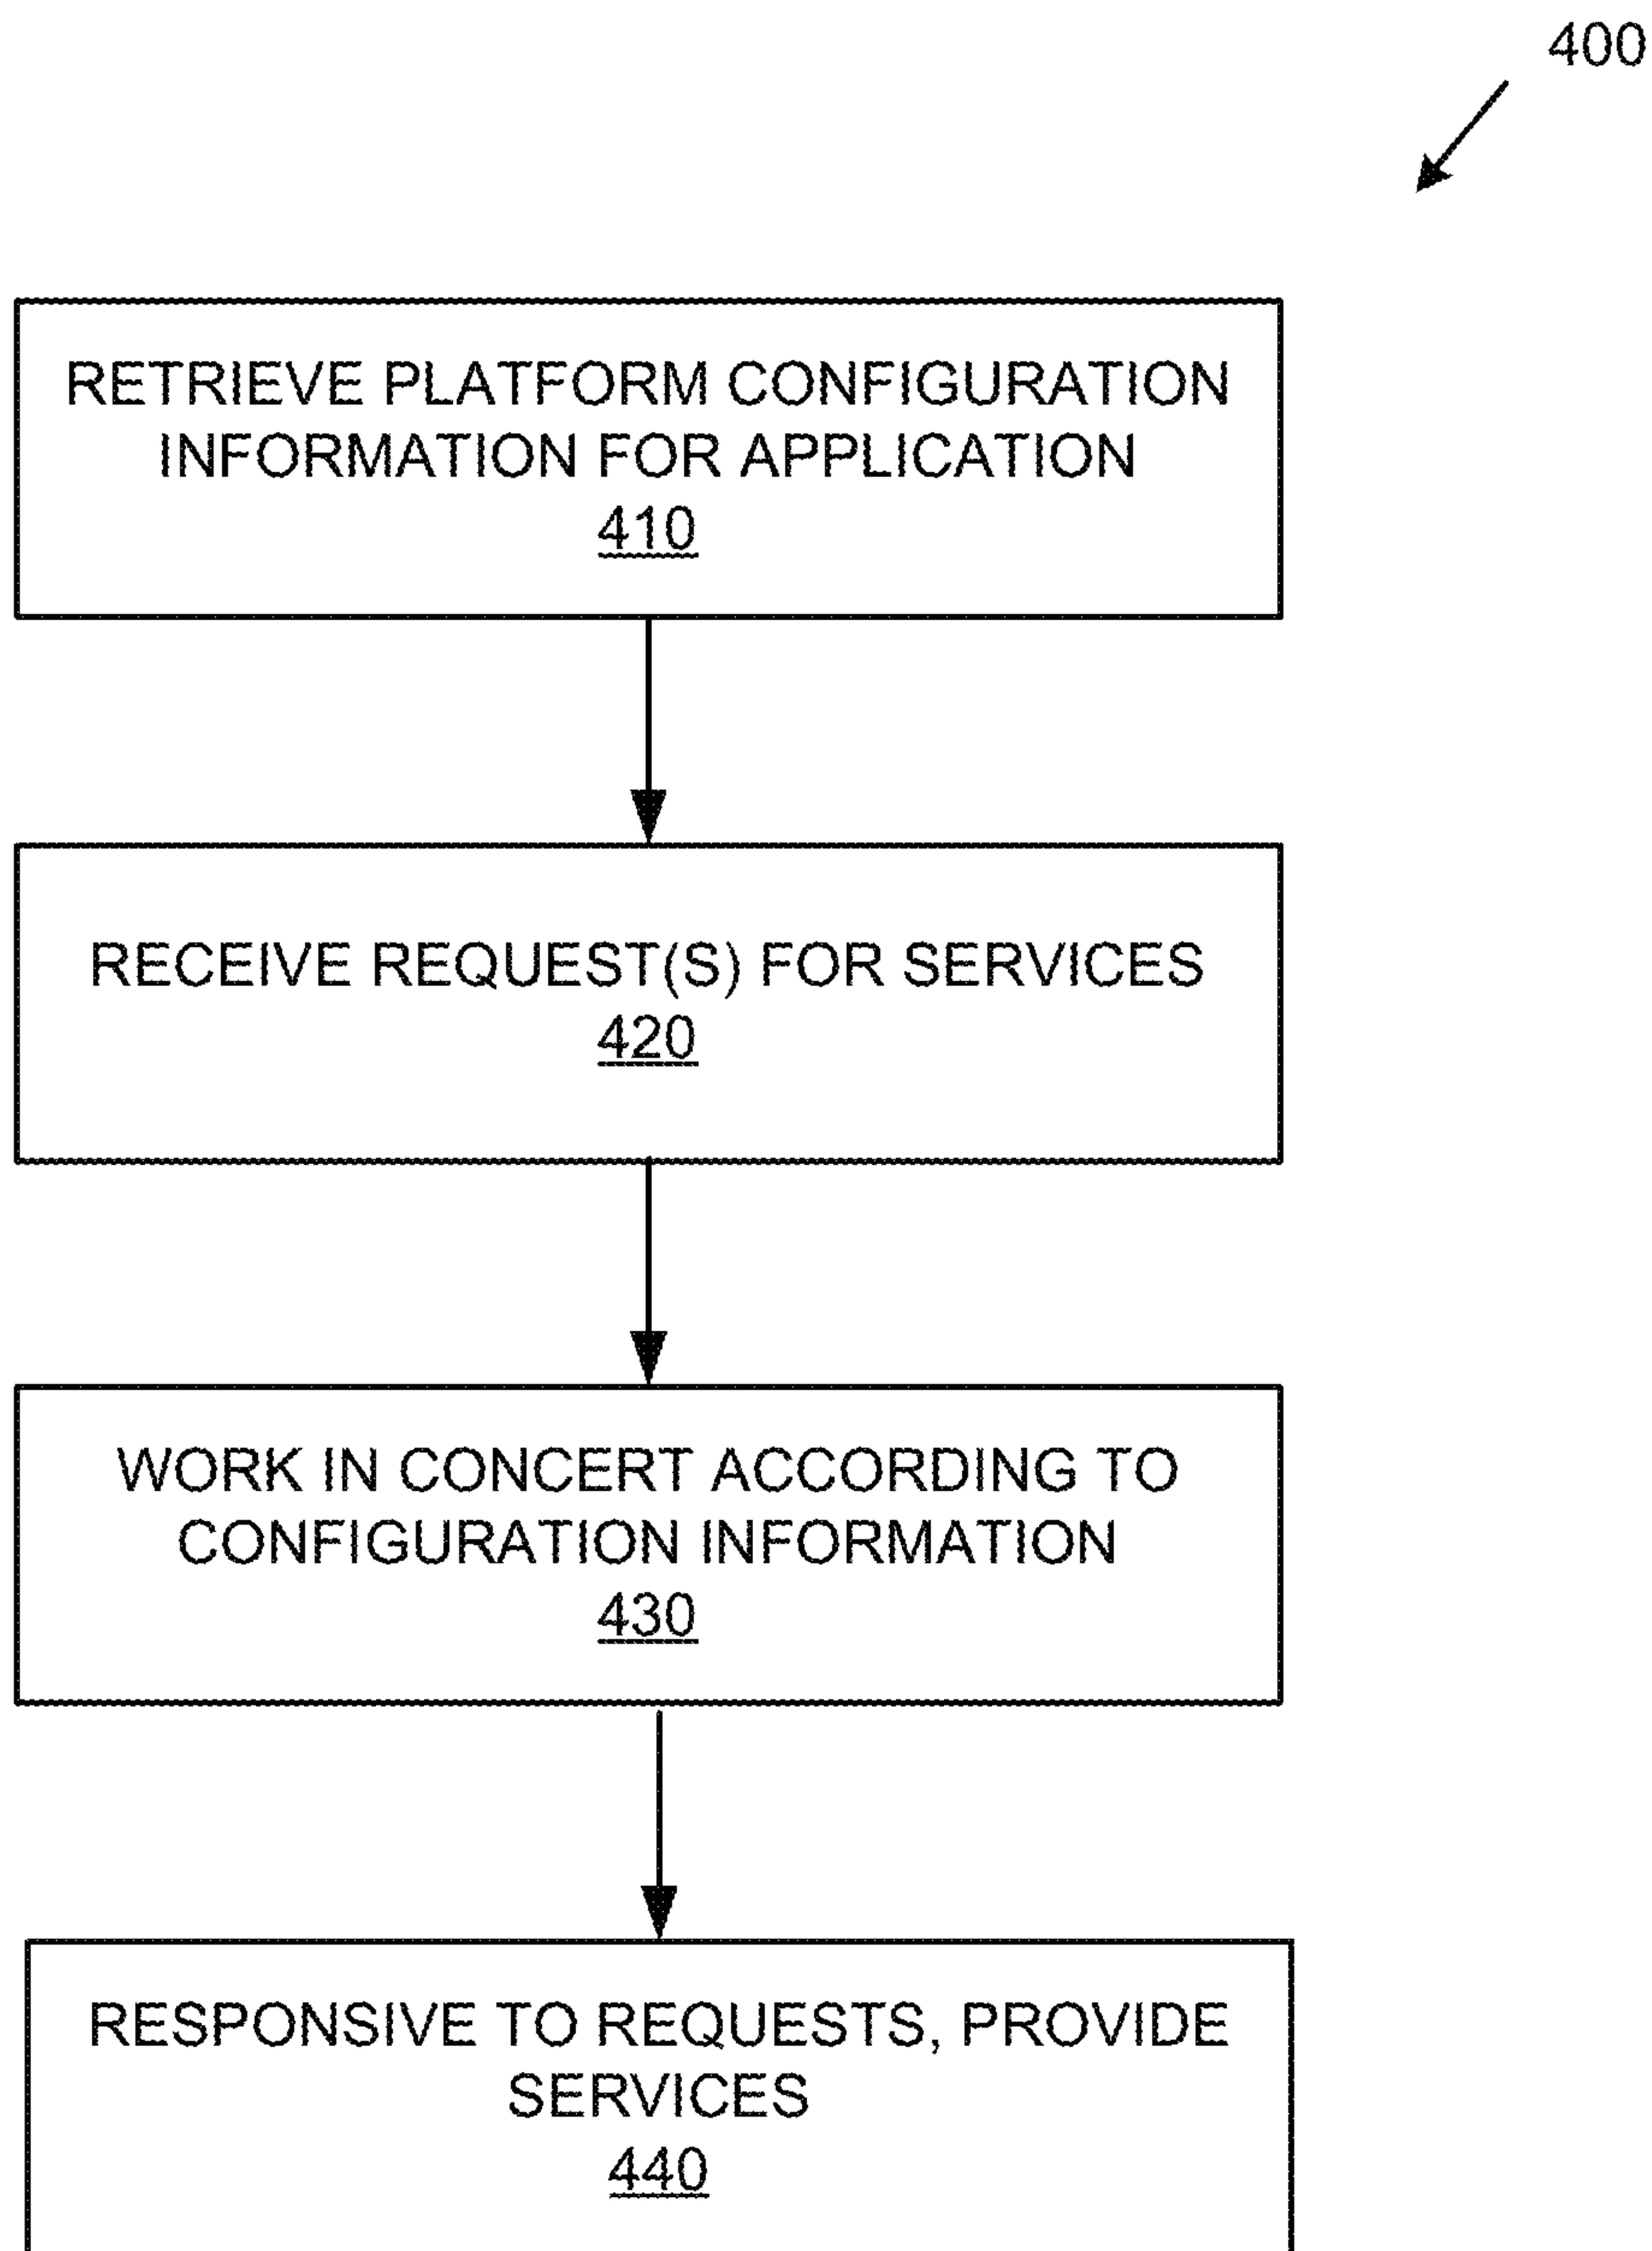 400
RETRIEVE PLATFORM CONFIGURATION
INFORMATION FOR APPLICATION
410
RECEIVE REQUEST(S) FOR SERVICES
420
WORK IN CONCERT ACCORDING TO
CONFIGURATION INFORMATION
430
RESPONSIVE TO REQUESTS, PROVIDE
SERVICES
440